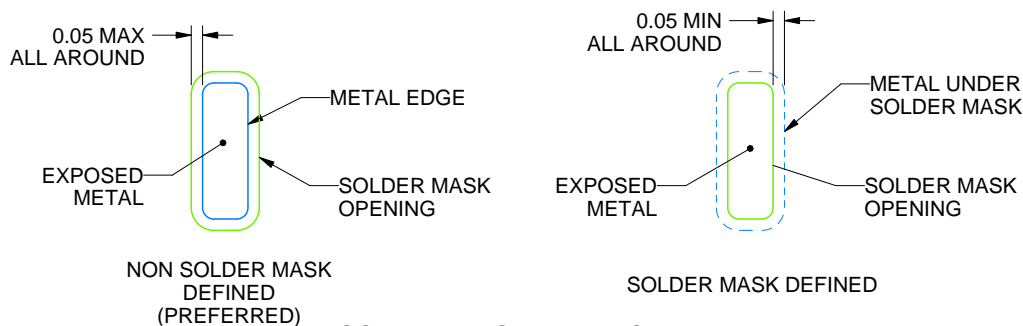 0.05 MAX
ALL AROUND
METAL EDGE
EXPOSED
METAL
SOLDER MASK
OPENING
NON SOLDER MASK
DEFINED
(PREFERRED)
0.05 MIN
ALL AROUND
METAL UNDER
SOLDER MASK
EXPOSED
METAL
SOLDER MASK
OPENING
SOLDER MASK DEFINED